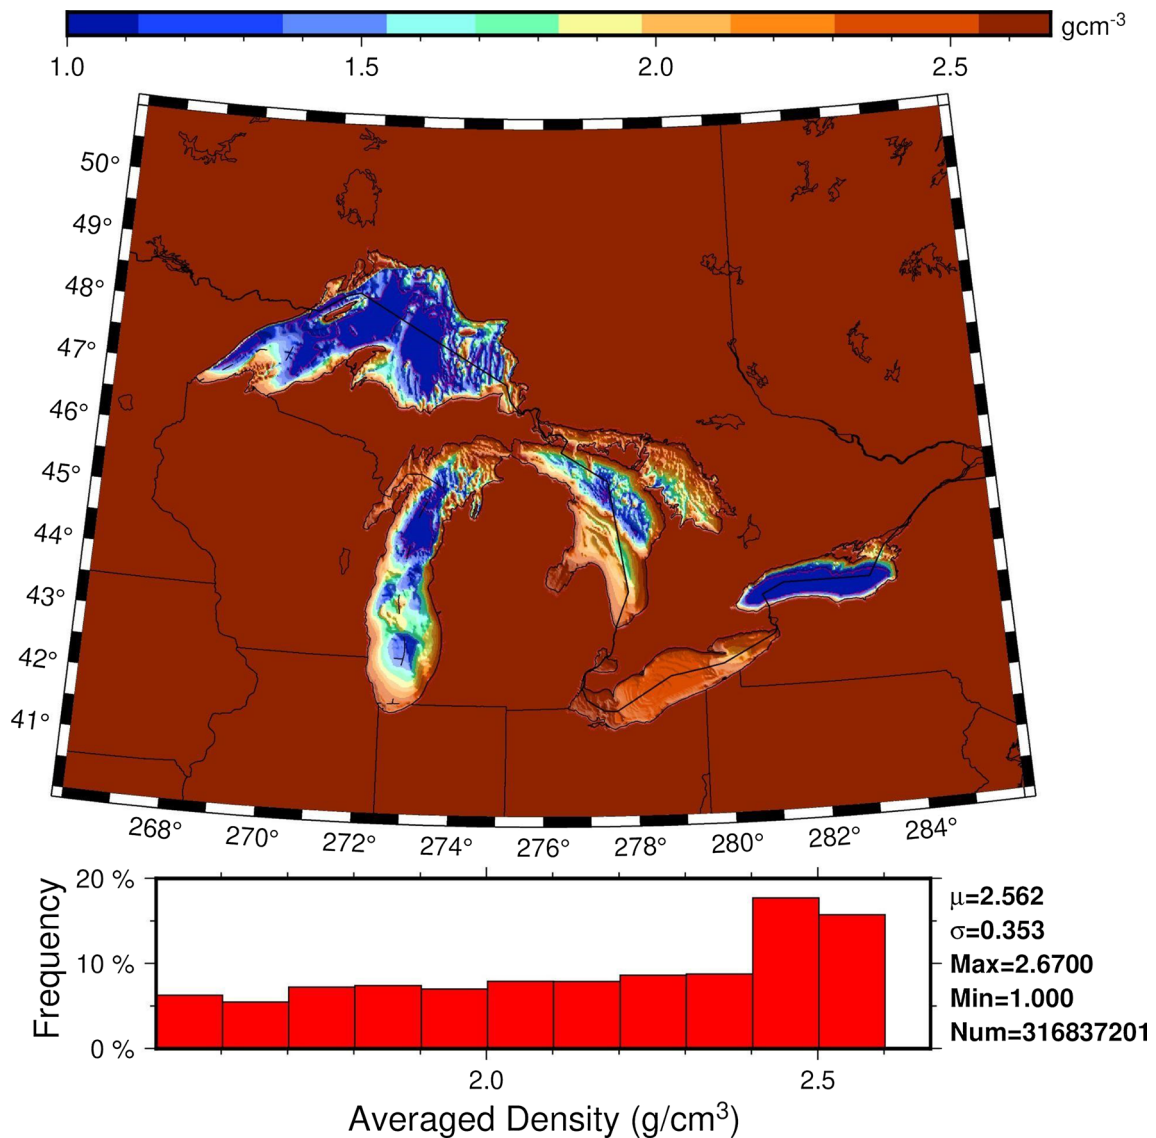 gcm-3
1.0 1.5 2.0 2.5
50°
49°
48°
47°
46°
45°
44°
43°
42°
41°
268° 270° 272° 274° 276° 278° 280° 282° 284°
20 %
10 %
0 %
Frequency
μ=2.562
σ=0.353
Max=2.6700
Min=1.000
Num=316837201
2.0 2.5
Averaged Density (g/cm3)